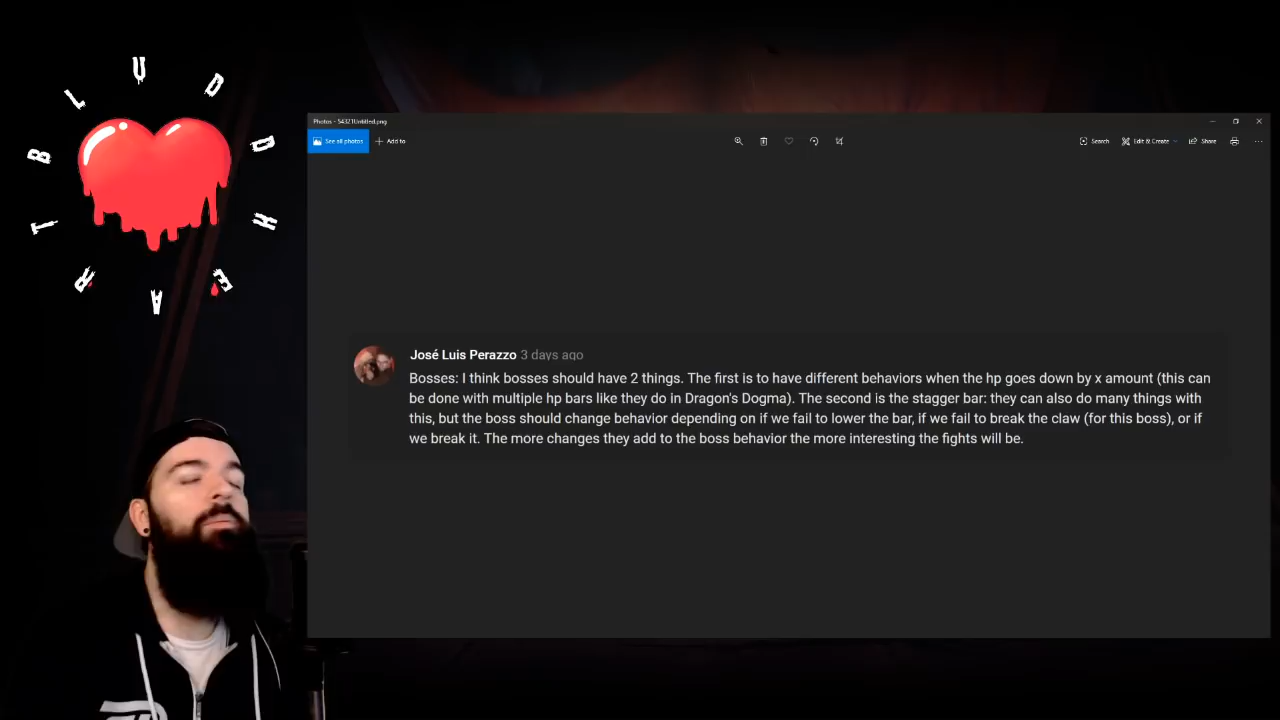 BLUDHEART
Photos - 54321Untitled.png
See all photos
Add to
Search
Edit & Create
Share
José Luis Perazzo 3 days ago
Bosses: I think bosses should have 2 things. The first is to have different behaviors when the hp goes down by x amount (this can
be done with multiple hp bars like they do in Dragon's Dogma). The second is the stagger bar: they can also do many things with
this, but the boss should change behavior depending on if we fail to lower the bar, if we fail to break the claw (for this boss), or if
we break it. The more changes they add to the boss behavior the more interesting the fights will be.